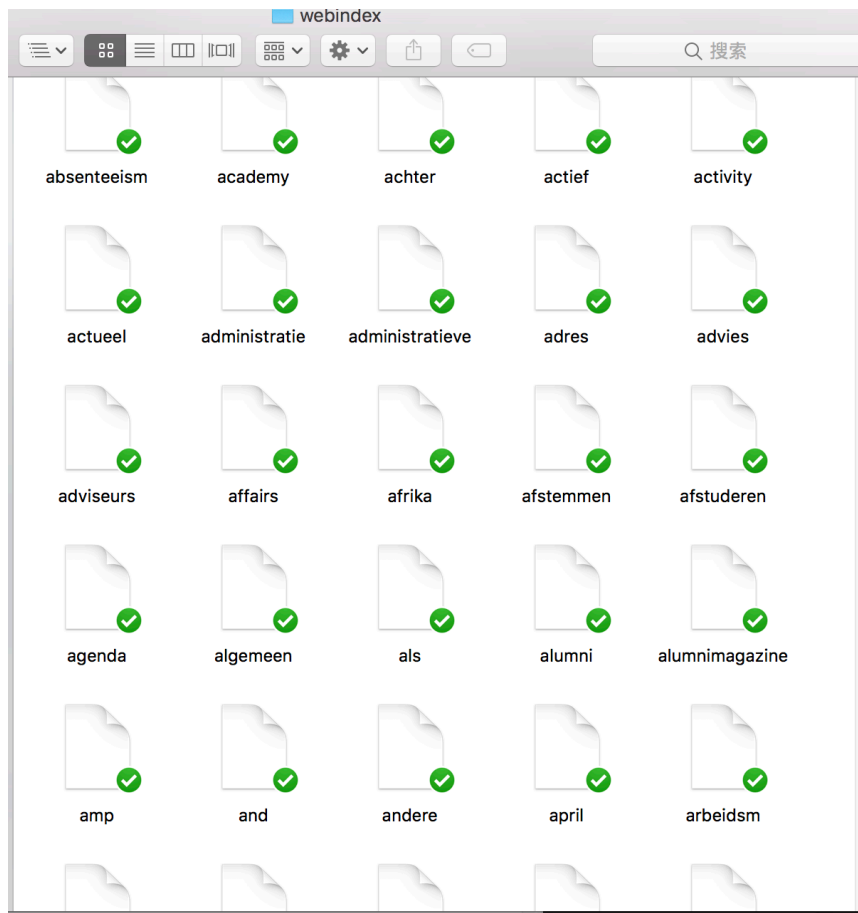 webindex
搜索
absenteeism academy achter actief activity
actueel administratie administratieve adres advies
adviseurs affairs afrika afstemmen afstuderen
agenda algemeen als alumni alumnimagazine
amp and andere april arbeidsm